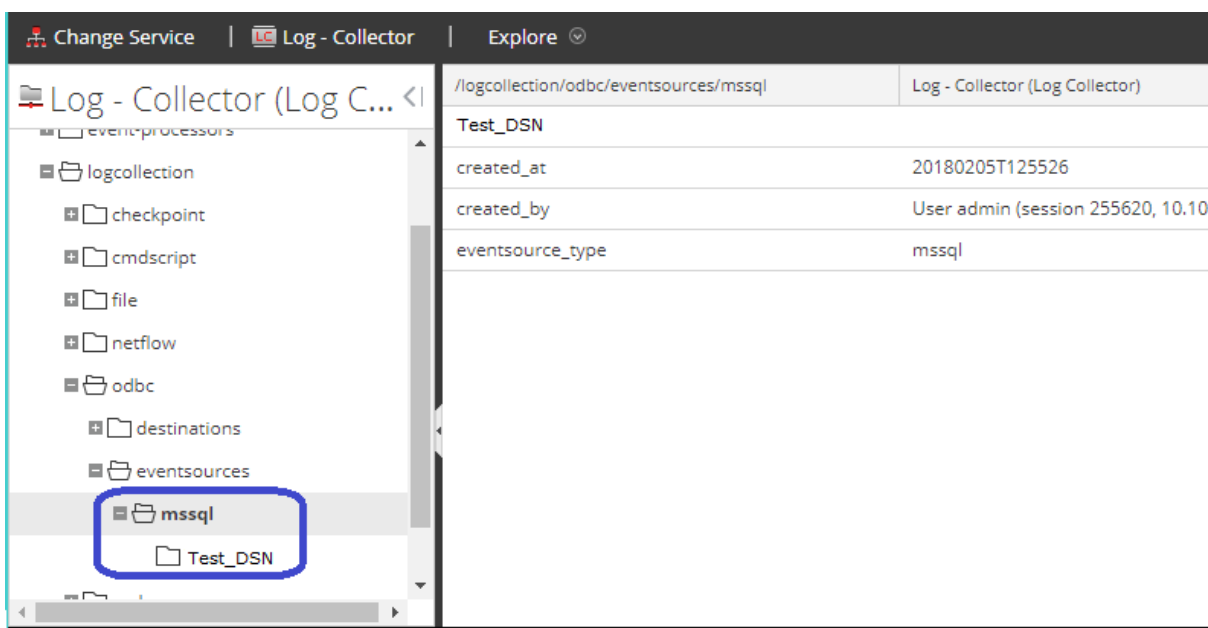 Change Service | LC Log - Collector | Explore
Log - Collector (Log C...
event-processors
logcollection
checkpoint
cmdscript
file
netflow
odbc
destinations
eventsources
mssql
Test_DSN
/logcollection/odbc/eventsources/mssql Log - Collector (Log Collector)
Test_DSN
created_at 20180205T125526
created_by User admin (session 255620, 10.10
eventsource_type mssql